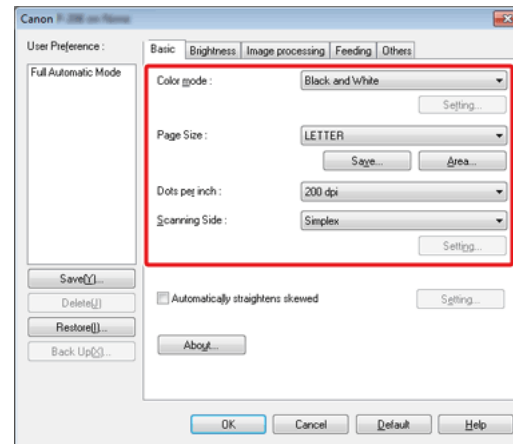 Canon
User Preference :
Full Automatic Mode
Save(Y)...
Delete(J)
Restore(I)...
Back Up(X)...
Basic Brightness Image processing Feeding Others
Color mode : Black and White
Setting...
Page Size : LETTER
Save... Area...
Dots per inch : 200 dpi
Scanning Side : Simplex
Setting...
Automatically straightens skewed Setting...
About...
OK Cancel Default Help